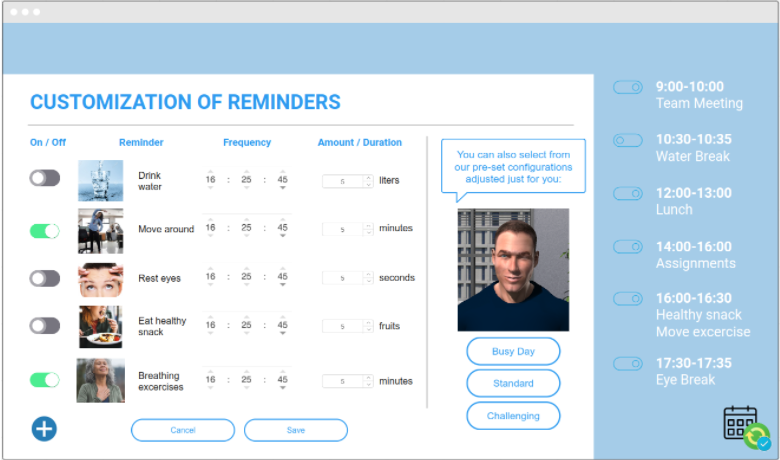 CUSTOMIZATION OF REMINDERS
On / Off Reminder Frequency Amount / Duration
Drink
water
16 : 25 : 45
5 liters
Move around
16 : 25 : 45
5 minutes
Rest eyes
16 : 25 : 45
5 seconds
Eat healthy
snack
16 : 25 : 45
5 fruits
Breathing
excercises
16 : 25 : 45
5 minutes
Cancel Save
You can also select from
our pre-set configurations
adjusted just for you:
Busy Day
Standard
Challenging
9:00-10:00
Team Meeting
10:30-10:35
Water Break
12:00-13:00
Lunch
14:00-16:00
Assignments
16:00-16:30
Healthy snack
Move excercise
17:30-17:35
Eye Break